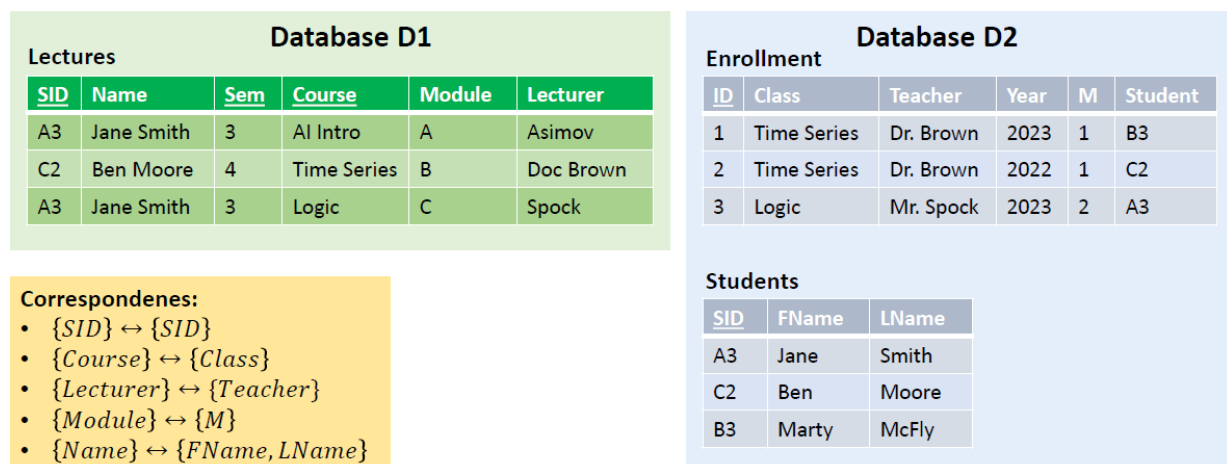 Database D1
Lectures
SID Name Sem Course Module Lecturer
A3 Jane Smith 3 AI Intro A Asimov
C2 Ben Moore 4 Time Series B Doc Brown
A3 Jane Smith 3 Logic C Spock
Database D2
Enrollment
ID Class Teacher Year M Student
1 Time Series Dr. Brown 2023 1 B3
2 Time Series Dr. Brown 2022 1 C2
3 Logic Mr. Spock 2023 2 A3
Correspondenes:
• {SID} ↔ {SID}
• {Course} ↔ {Class}
• {Lecturer} ↔ {Teacher}
• {Module} ↔ {M}
• {Name} ↔ {FName, LName}
Students
SID FName LName
A3 Jane Smith
C2 Ben Moore
B3 Marty McFly